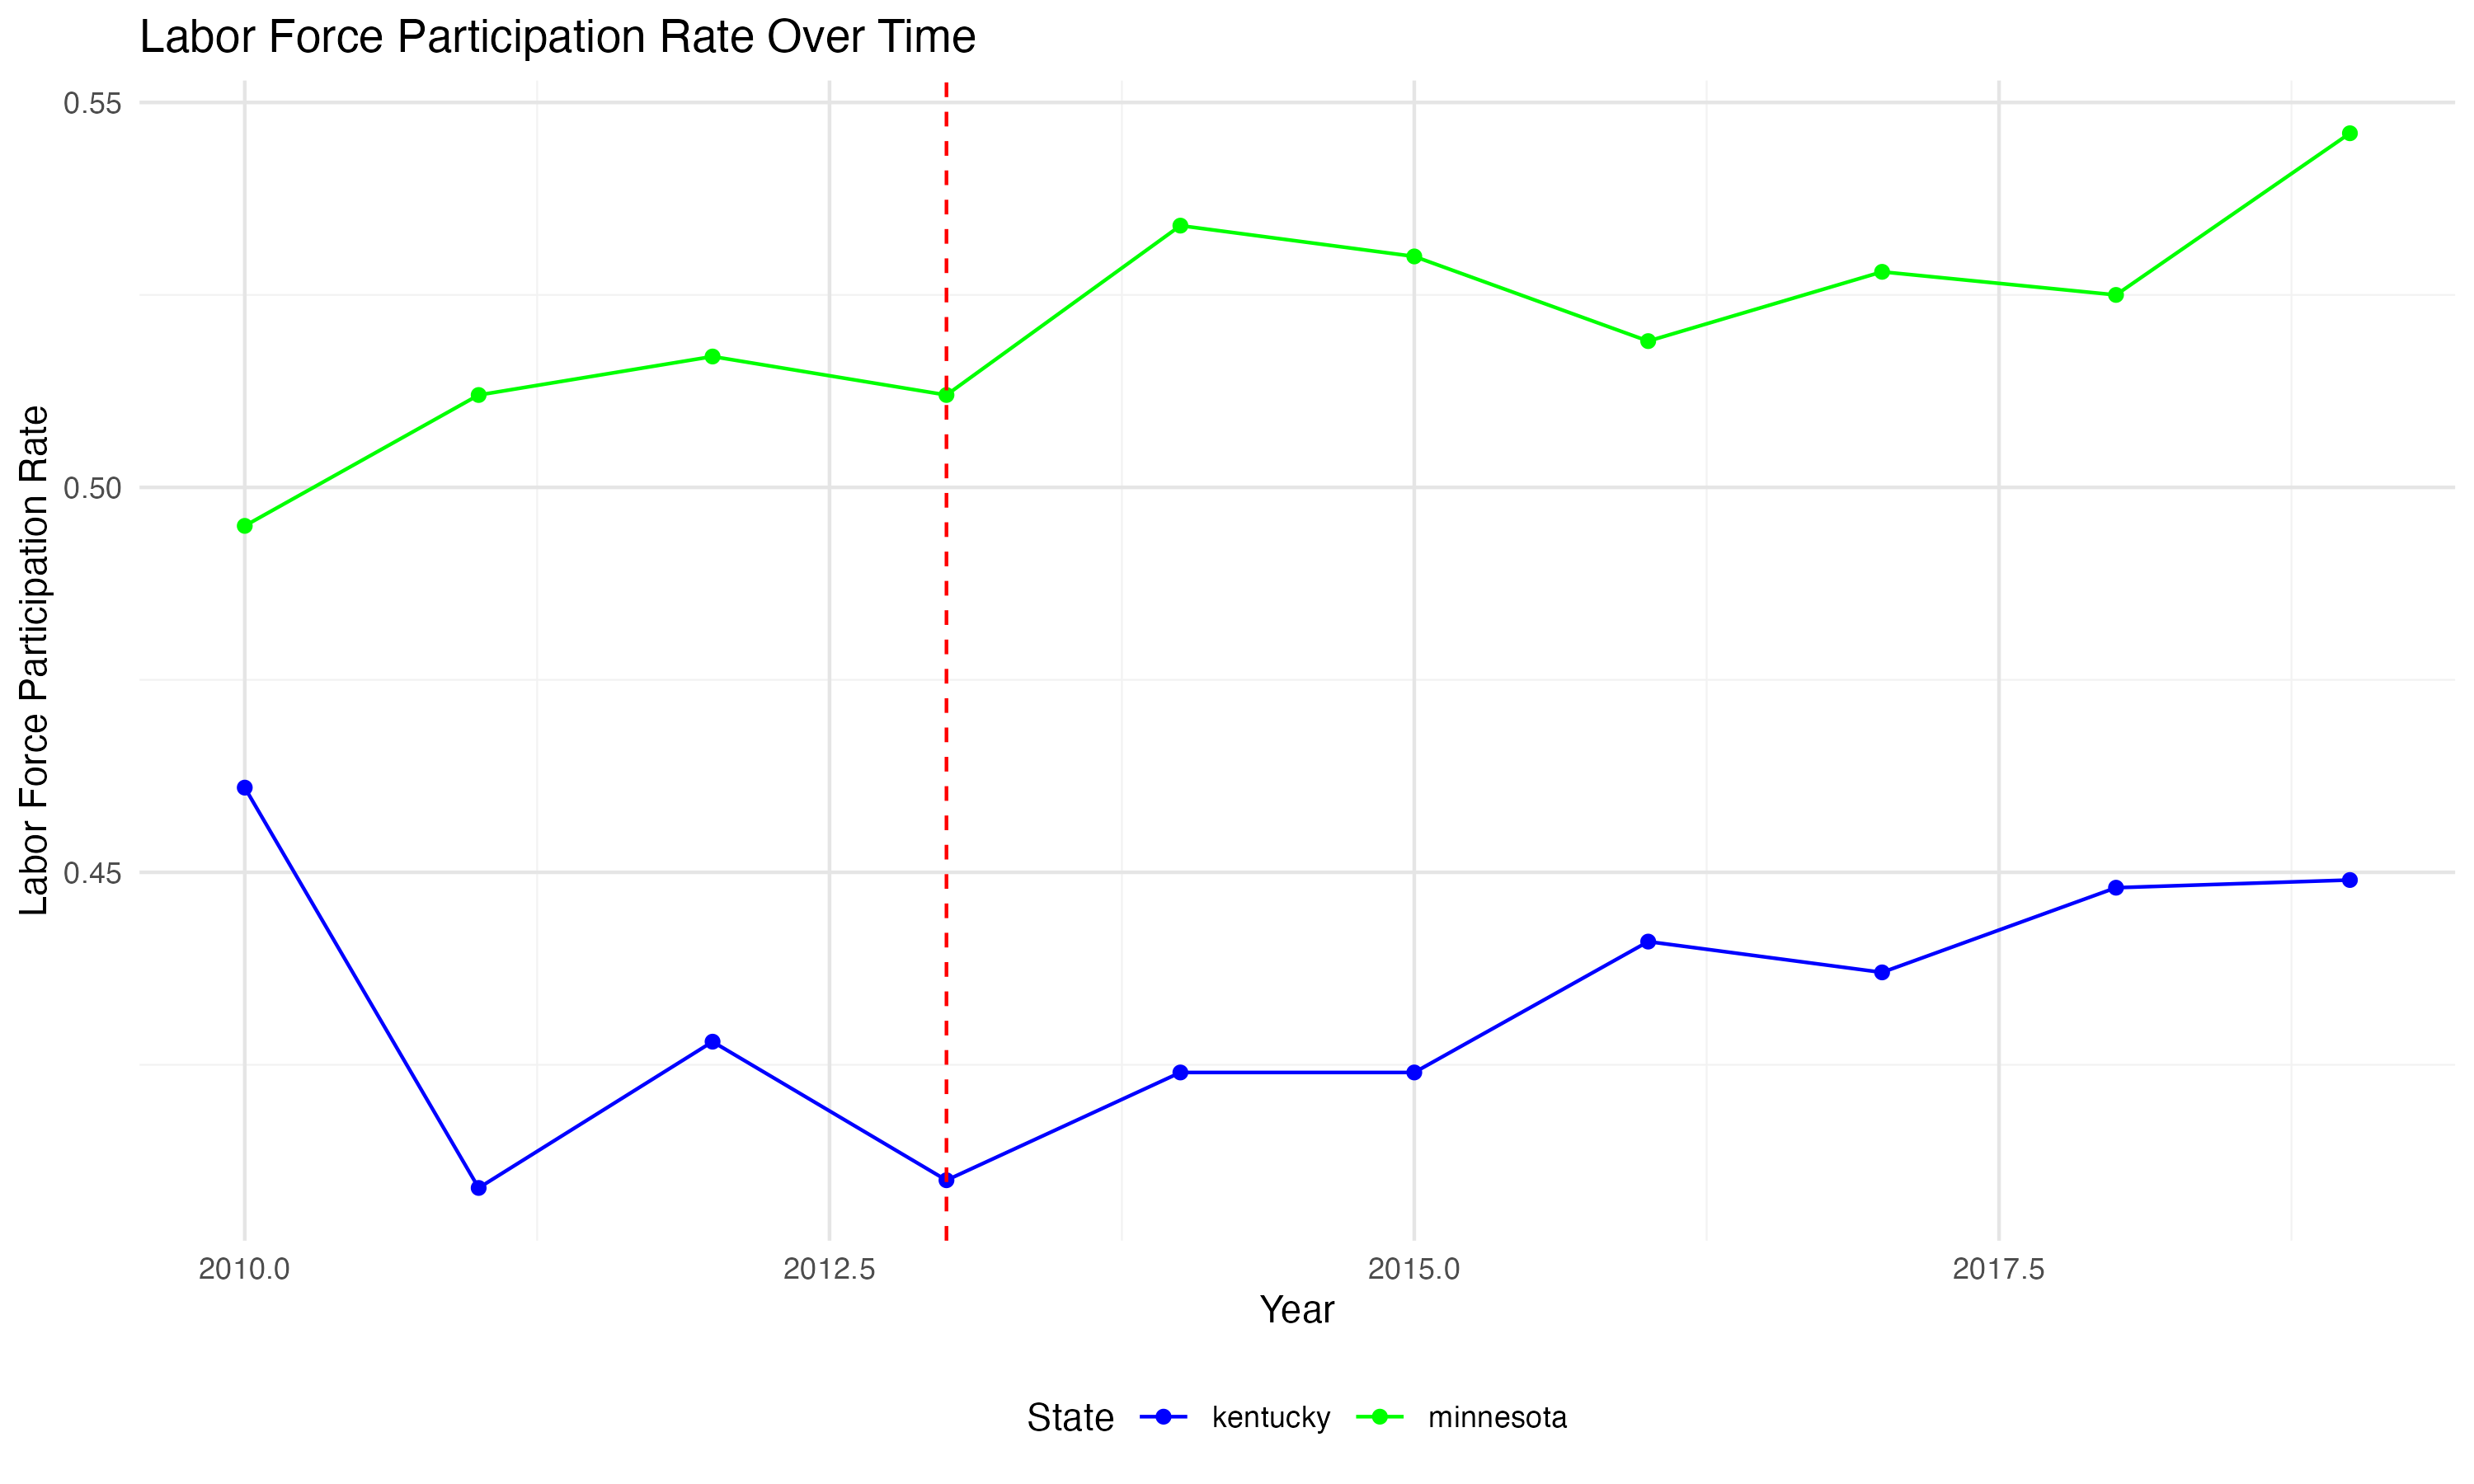 Labor Force Participation Rate Over Time
Labor Force Participation Rate
0.55
0.50
0.45
2010.0 2012.5 2015.0 2017.5
Year
State kentucky minnesota